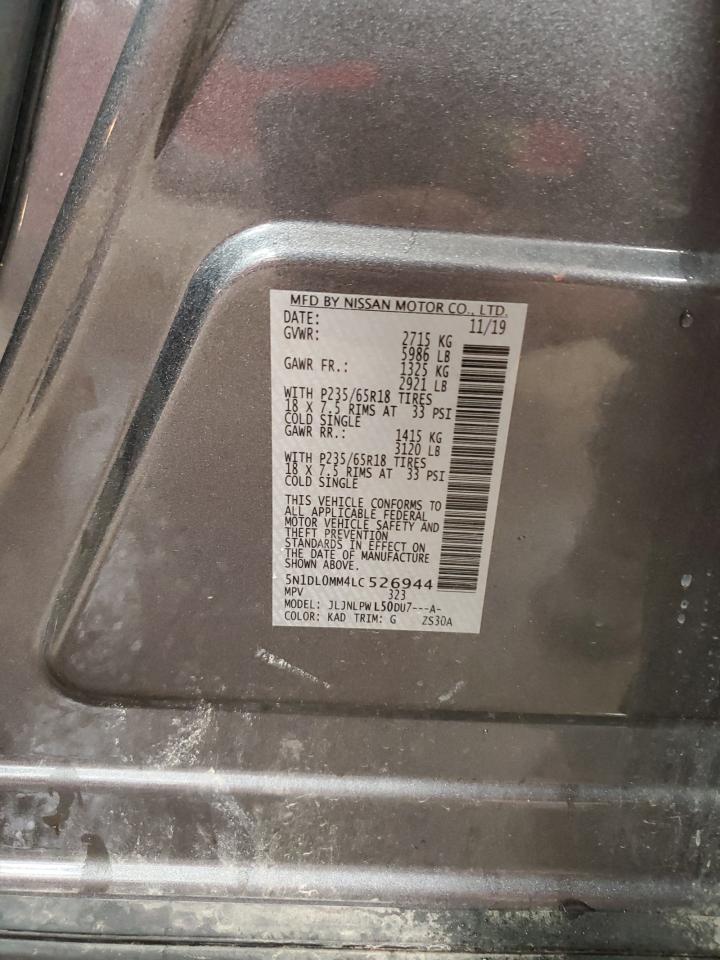 MFD BY NISSAN MOTOR CO., LTD.
DATE: 11/19
GVWR: 2715 KG
5986 LB
GAWR FR.: 1325 KG
2921 LB
WITH P235/65R18 TIRES
18 X 7.5 RIMS AT 33 PSI
COLD SINGLE
GAWR RR.: 1415 KG
3120 LB
WITH P235/65R18 TIRES
18 X 7.5 RIMS AT 33 PSI
COLD SINGLE
THIS VEHICLE CONFORMS TO
ALL APPLICABLE FEDERAL
MOTOR VEHICLE SAFETY AND
THEFT PREVENTION
STANDARDS IN EFFECT ON
THE DATE OF MANUFACTURE
SHOWN ABOVE.
5N1DL0MM4LC526944
MPV 323
MODEL: JLJNLPWL50DU7---A-
COLOR: KAD TRIM: G ZS30A